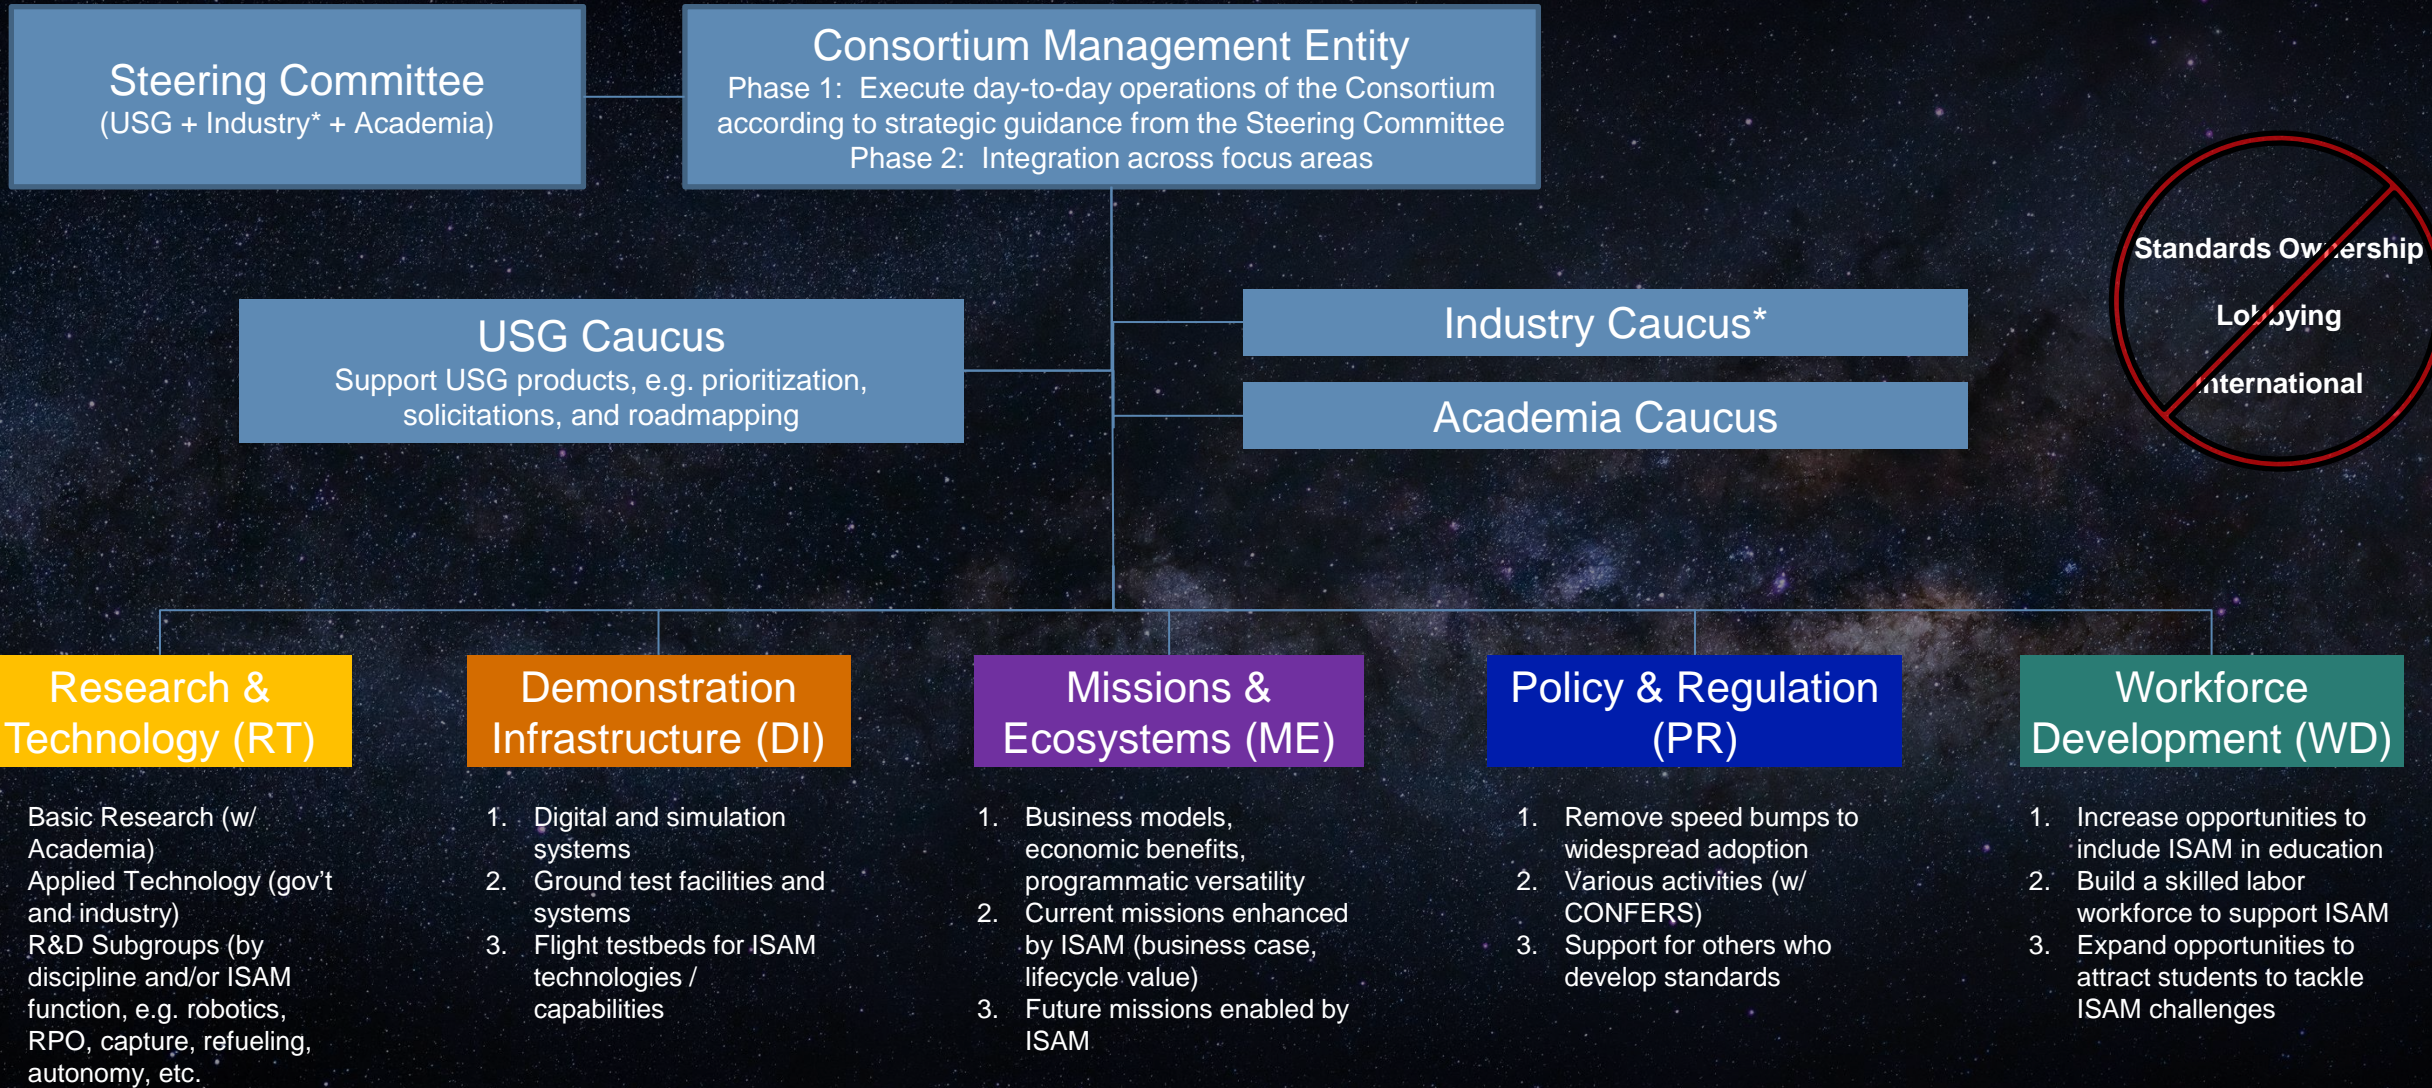 Steering Committee
(USG + Industry* + Academia)
Consortium Management Entity
Phase 1:  Execute day-to-day operations of the Consortium
according to strategic guidance from the Steering Committee
Phase 2:  Integration across focus areas
Standards Ownership
Lobbying
International
USG Caucus
Support USG products, e.g. prioritization,
solicitations, and roadmapping
Industry Caucus*
Academia Caucus
Research &
Technology (RT)
Basic Research (w/
Academia)
Applied Technology (gov't
and industry)
R&D Subgroups (by
discipline and/or ISAM
function, e.g. robotics,
RPO, capture, refueling,
autonomy, etc.
Demonstration
Infrastructure (DI)
1. Digital and simulation
systems
2. Ground test facilities and
systems
3. Flight testbeds for ISAM
technologies /
capabilities
Missions &
Ecosystems (ME)
1. Business models,
economic benefits,
programmatic versatility
2. Current missions enhanced
by ISAM (business case,
lifecycle value)
3. Future missions enabled by
ISAM
Policy & Regulation
(PR)
1. Remove speed bumps to
widespread adoption
2. Various activities (w/
CONFERS)
3. Support for others who
develop standards
Workforce
Development (WD)
1. Increase opportunities to
include ISAM in education
2. Build a skilled labor
workforce to support ISAM
3. Expand opportunities to
attract students to tackle
ISAM challenges